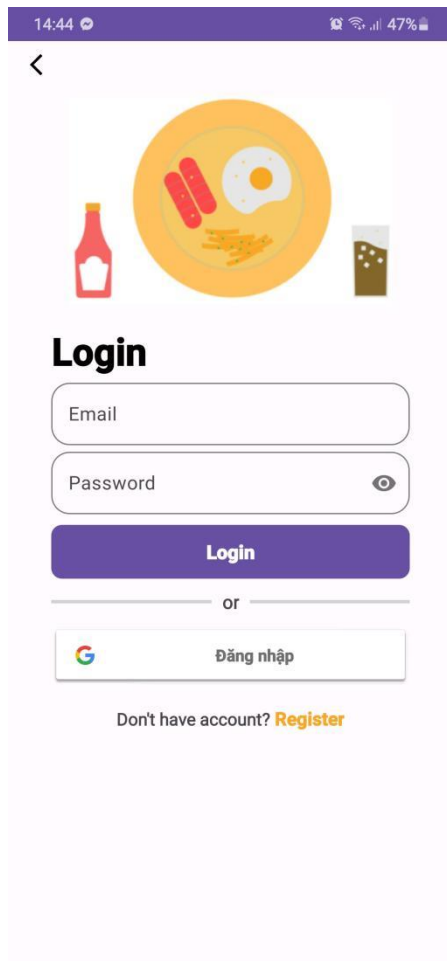 14:44 47%
Login
Email
Password
Login
or
Đăng nhập
Don't have account? Register